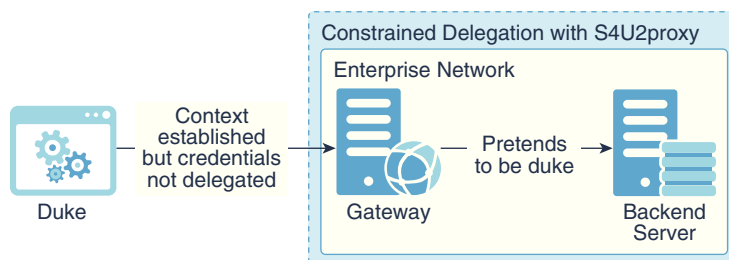 Constrained Delegation with S4U2proxy
Enterprise Network
Context
established
but credentials
not delegated
Pretends
to be duke
Duke
Gateway
Backend
Server